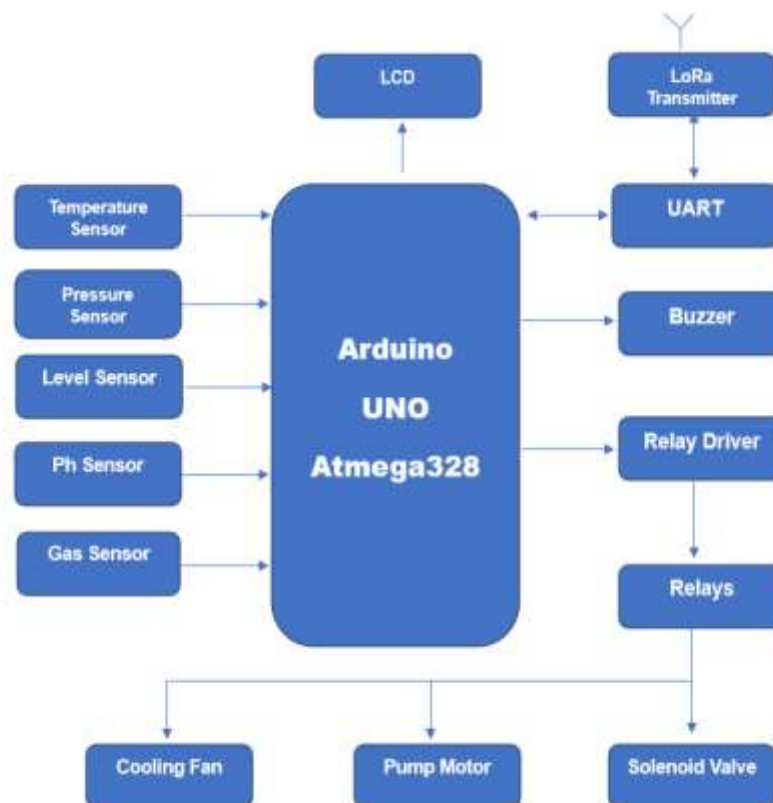 LCD
LoRa
Transmitter
Temperature
Sensor
UART
Pressure
Sensor
Buzzer
Arduino
UNO
Atmega328
Level Sensor
Relay Driver
Ph Sensor
Gas Sensor
Relays
Cooling Fan
Pump Motor
Solenoid Valve